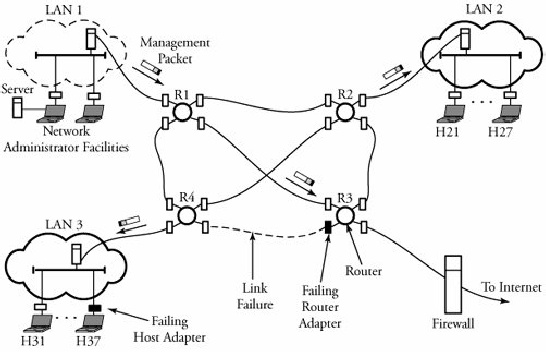 LAN 1
LAN 2
Management
Packet
Server
R1
R2
Network
Administrator Facilities
H21
H27
R4
R3
LAN 3
Link
Failure
Failing
Router
Adapter
Router
To Internet
Firewall
H31
H37
Failing
Host Adapter